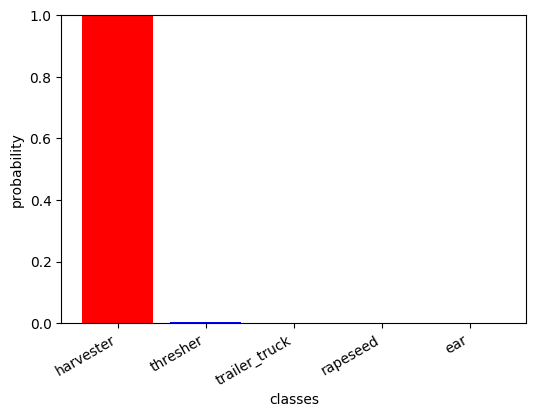 1.0
0.8
0.6
0.4
0.2
0.0
probability
harvester
thresher
trailer_truck
rapeseed
ear
classes